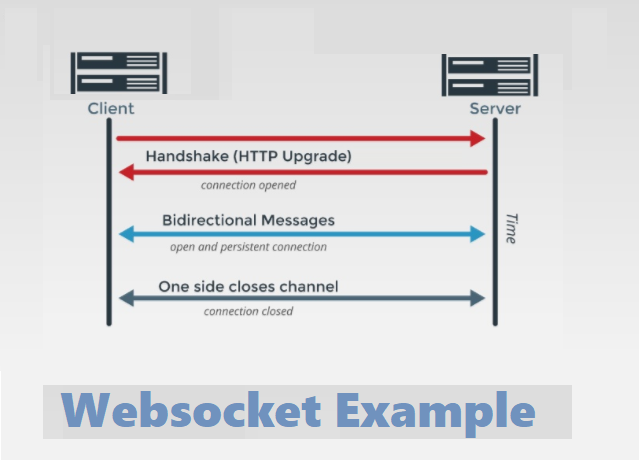 Client
Server
Handshake (HTTP Upgrade)
connection opened
Bidirectional Messages
open and persistent connection
Time
One side closes channel
connection closed
Websocket Example